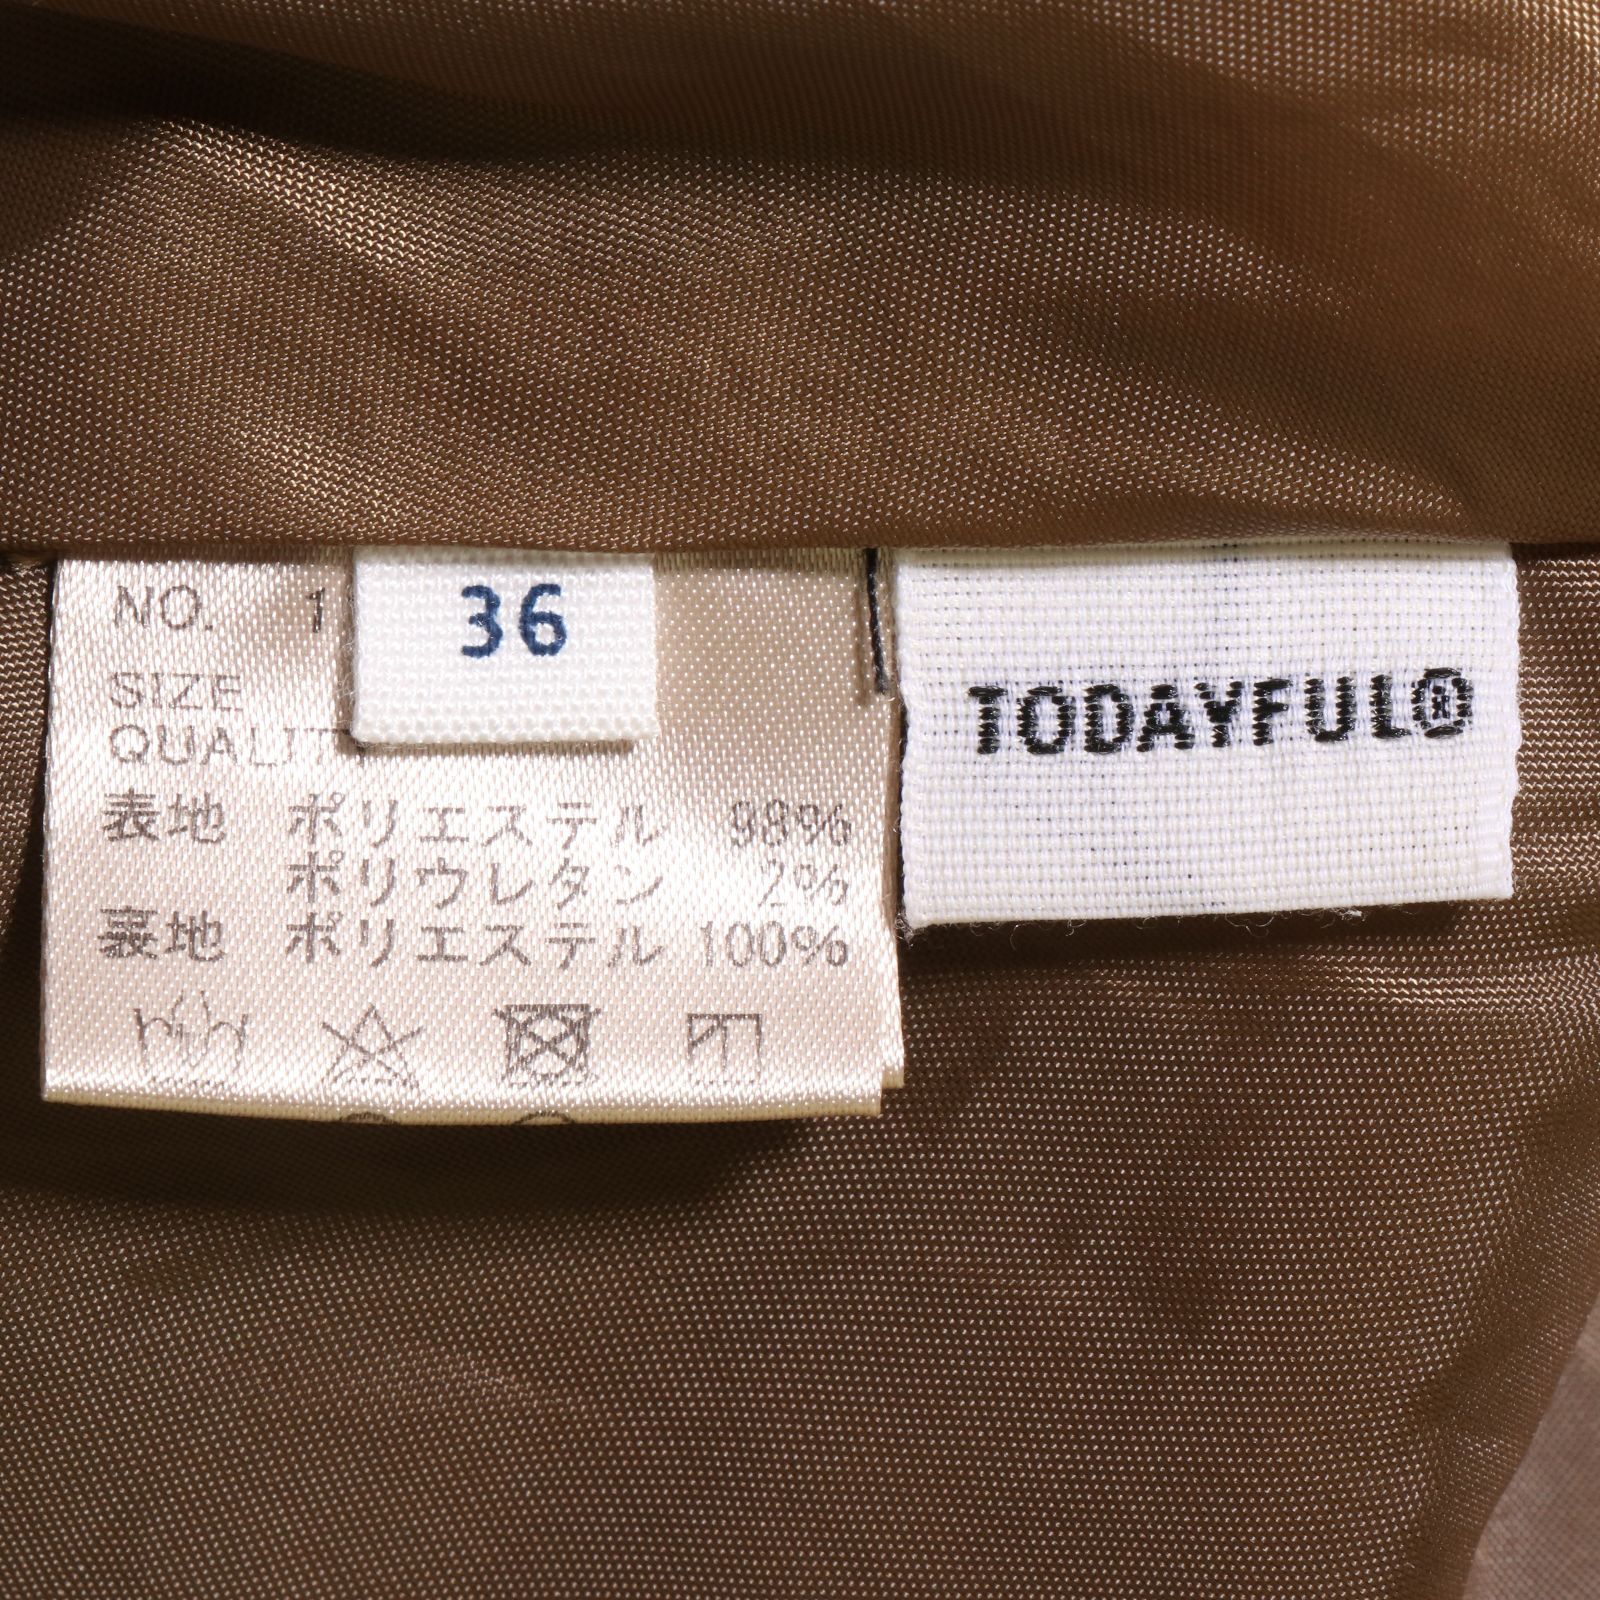 NO. 1
36
SIZE
QUALITY
表地 ポリエステル 98%
ポリウレタン 2%
裏地 ポリエステル 100%
TODAYFUL®